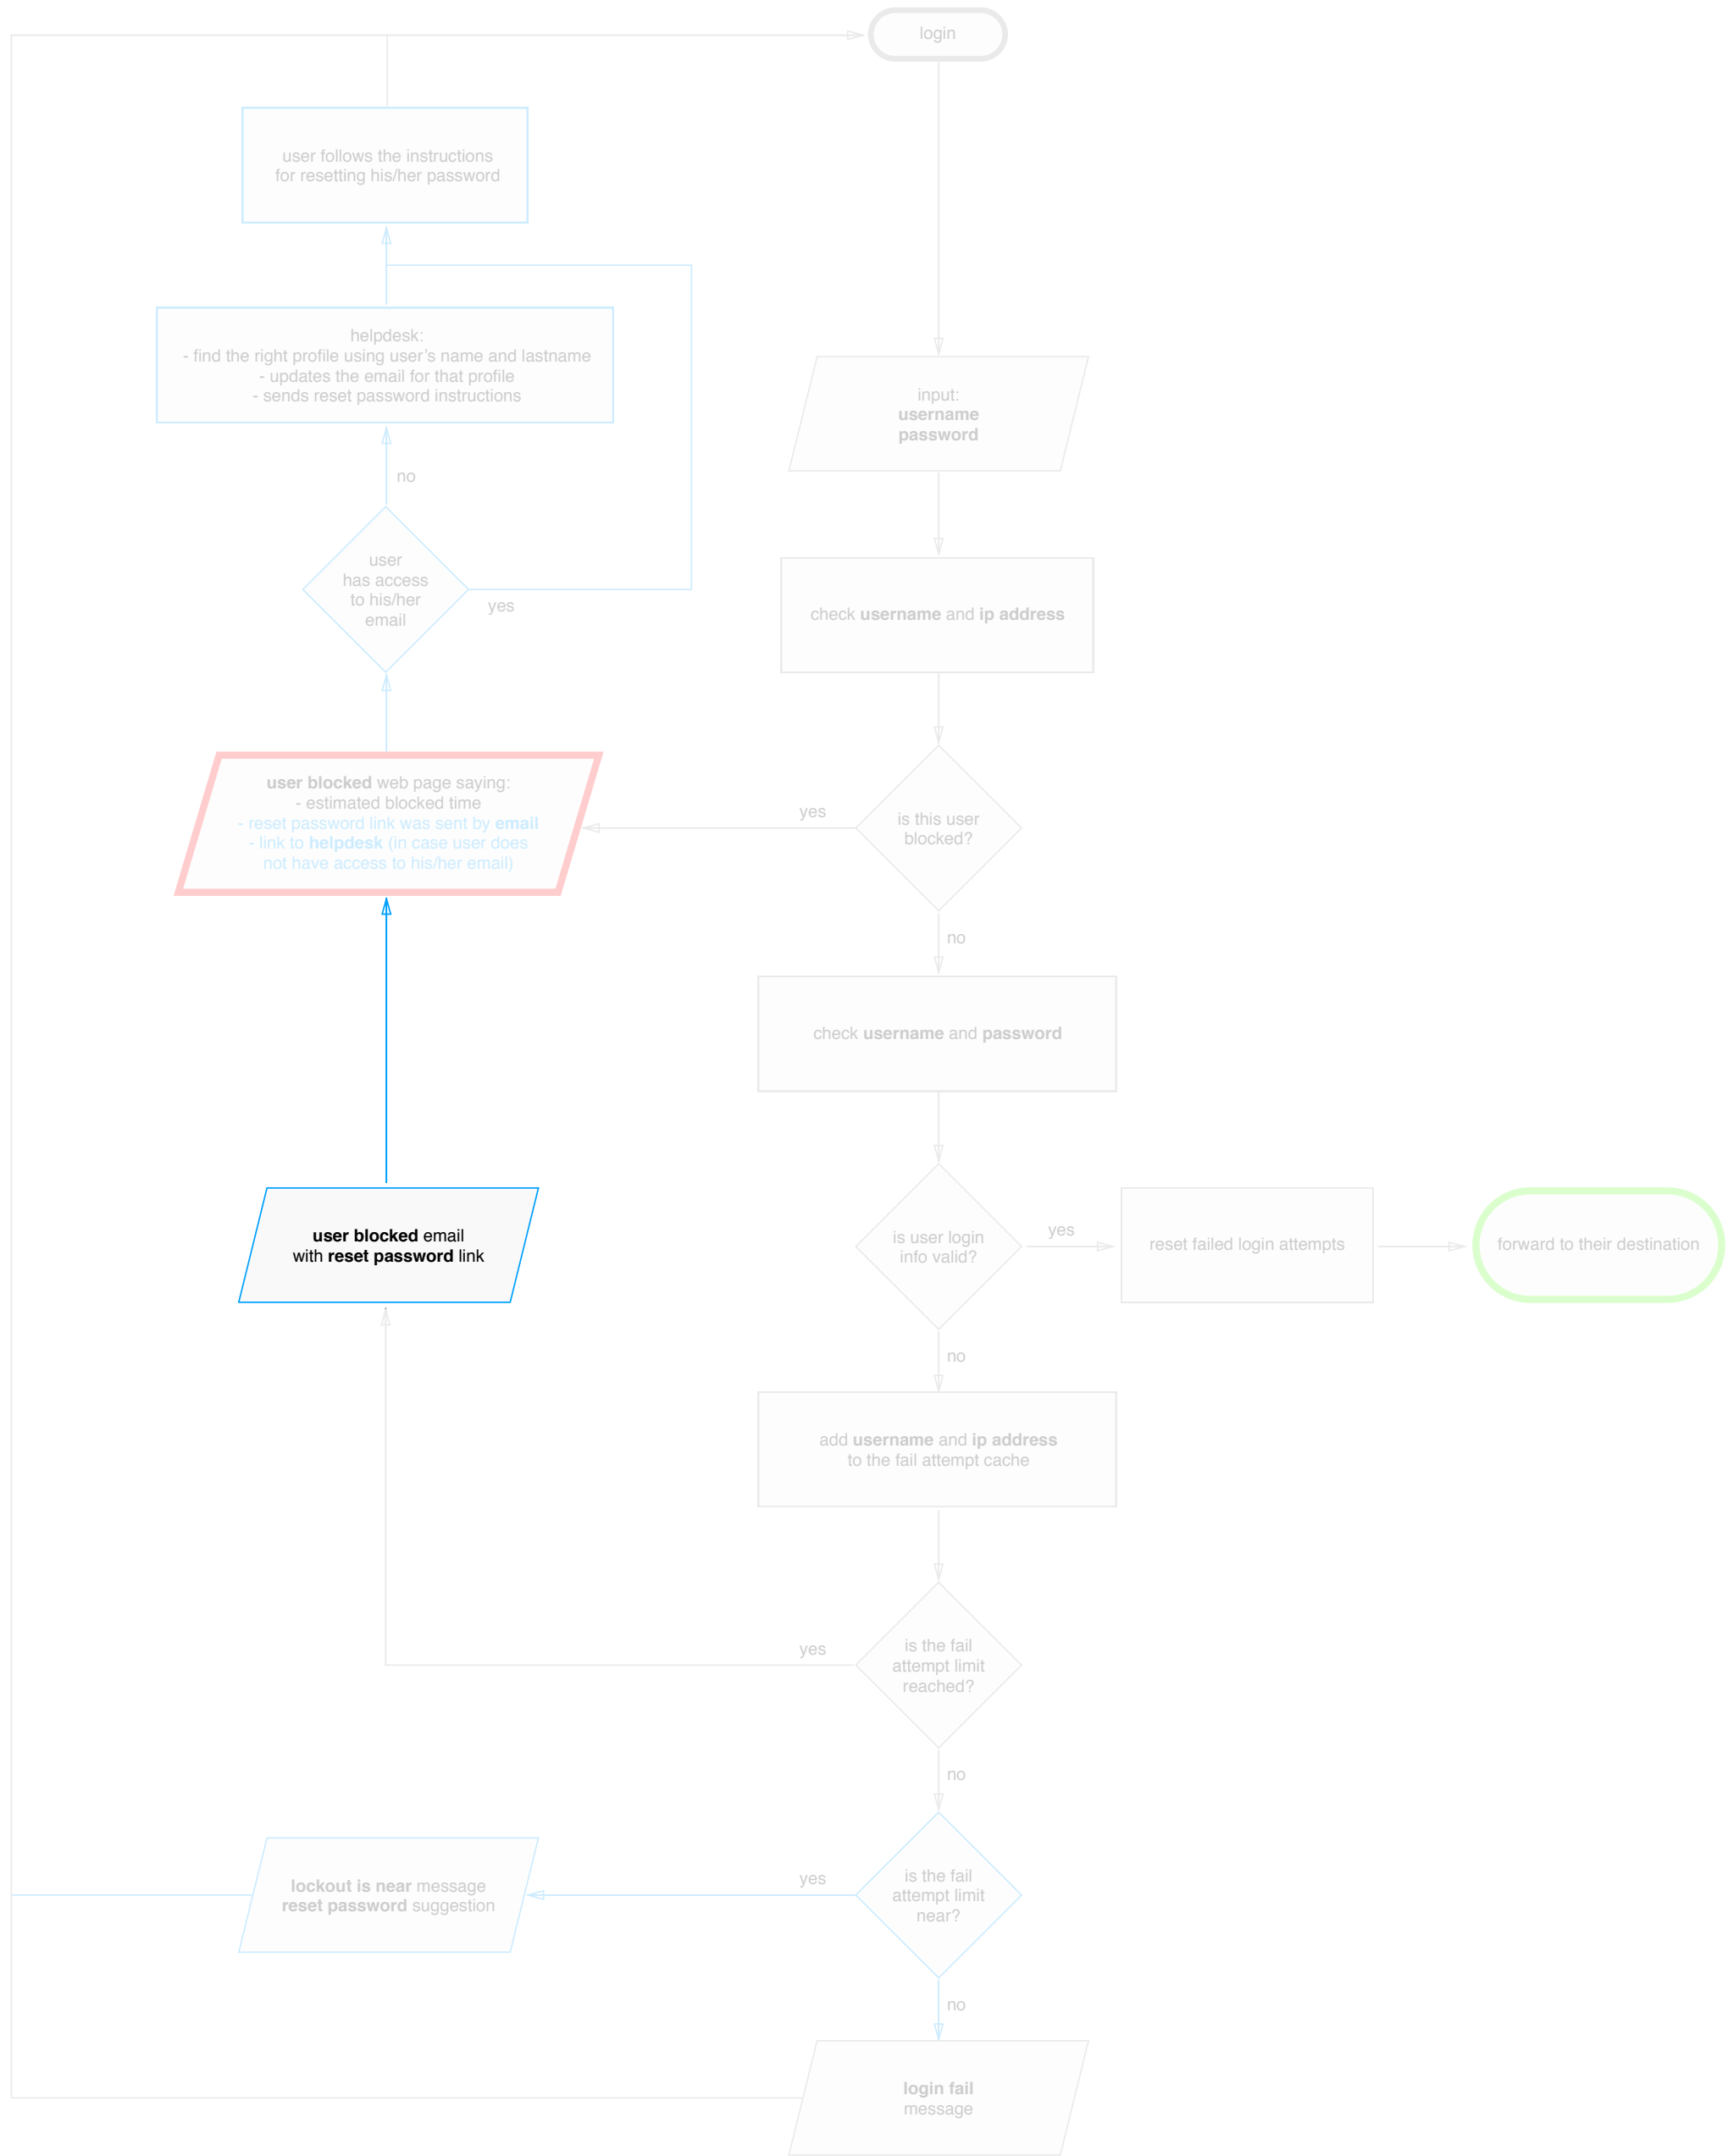 login
user follows the instructions
for resetting his/her password
helpdesk:
- find the right profile using user’s name and lastname
- updates the email for that profile
- sends reset password instructions
input:
username
password
no
user
has access
to his/her
email
yes
check username and ip address
user blocked web page saying:
- estimated blocked time
- reset password link was sent by email
- link to helpdesk (in case user does
not have access to his/her email)
yes
is this user
blocked?
no
check username and password
user blocked email
with reset password link
is user login
info valid?
yes
reset failed login attempts
forward to their destination
no
add username and ip address
to the fail attempt cache
yes
is the fail
attempt limit
reached?
no
lockout is near message
reset password suggestion
yes
is the fail
attempt limit
near?
no
login fail
message